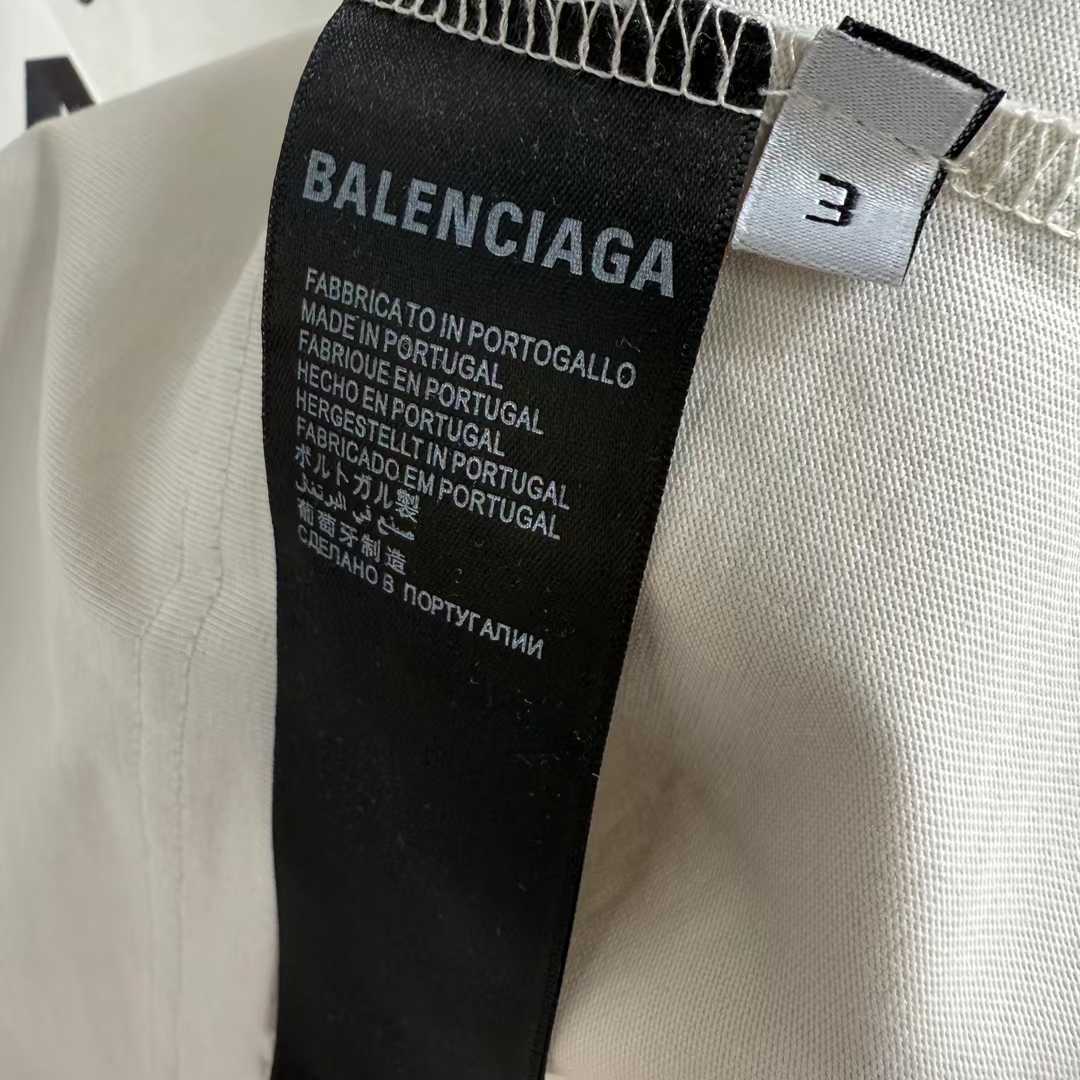 BALENCIAGA
FABBRICATO IN PORTOGALLO
MADE IN PORTUGAL
FABRIQUE EN PORTUGAL
HECHO EN PORTUGAL
HERGESTELLT IN PORTUGAL
FABRICADO EM PORTUGAL
ポルトガル製
صنع في البرتغال
葡萄牙制造
СДЕЛАНО В ПОРТУГАЛИИ
3